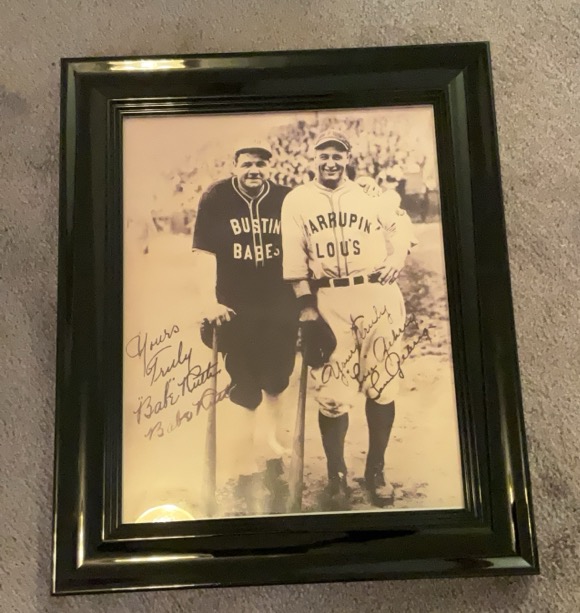 BUSTIN
BABES
LARRUPIN
LOU'S
Yours
Truly
"Babe" Ruth
Babe Ruth
Yours Truly,
Lou Gehrig
Lou Gehrig